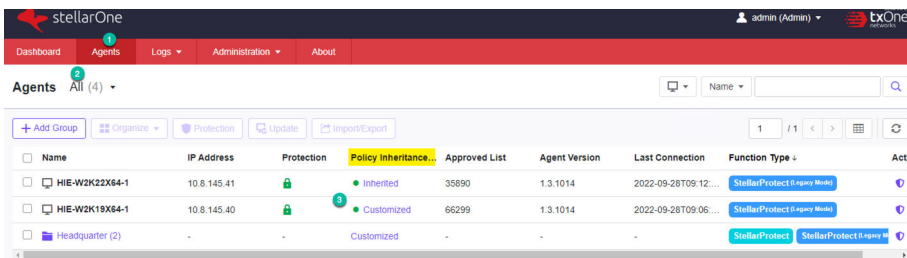 stellarOne
admin (Admin)
txOne
networks
1
Dashboard Agents Logs Administration About
2
Agents All (4)
Name
+ Add Group Organize Protection Update Import/Export 1 / 1
Name IP Address Protection Policy Inheritance... Approved List Agent Version Last Connection Function Type ↓ Act
HIE-W2K22X64-1 10.8.145.41 Inherited 35890 1.3.1014 2022-09-28T09:12:... StellarProtect (Legacy Mode)
3
HIE-W2K19X64-1 10.8.145.40 Customized 66299 1.3.1014 2022-09-28T09:06:... StellarProtect (Legacy Mode)
Headquarter (2) - - Customized - - - StellarProtect StellarProtect (Legacy M